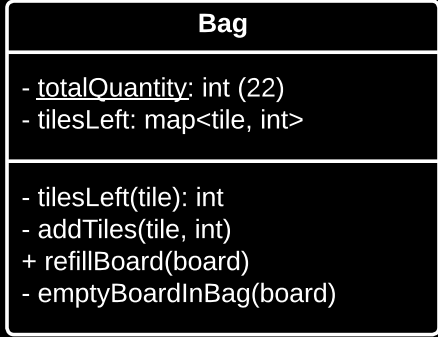 Bag
- totalQuantity: int (22)
- tilesLeft: map<tile, int>
- tilesLeft(tile): int
- addTiles(tile, int)
+ refillBoard(board)
- emptyBoardInBag(board)